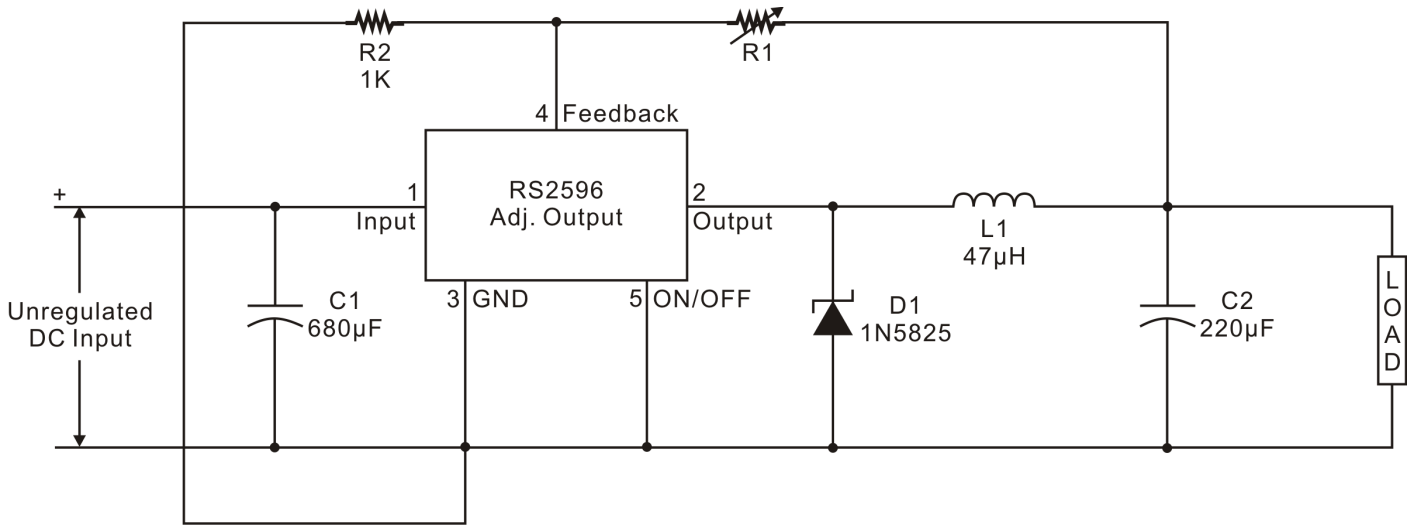 R2
1K
R1
4 Feedback
+
1
Input
RS2596
Adj. Output
2
Output
L1
47µH
3 GND
5 ON/OFF
Unregulated
DC Input
C1
680µF
D1
1N5825
C2
220µF
LOAD